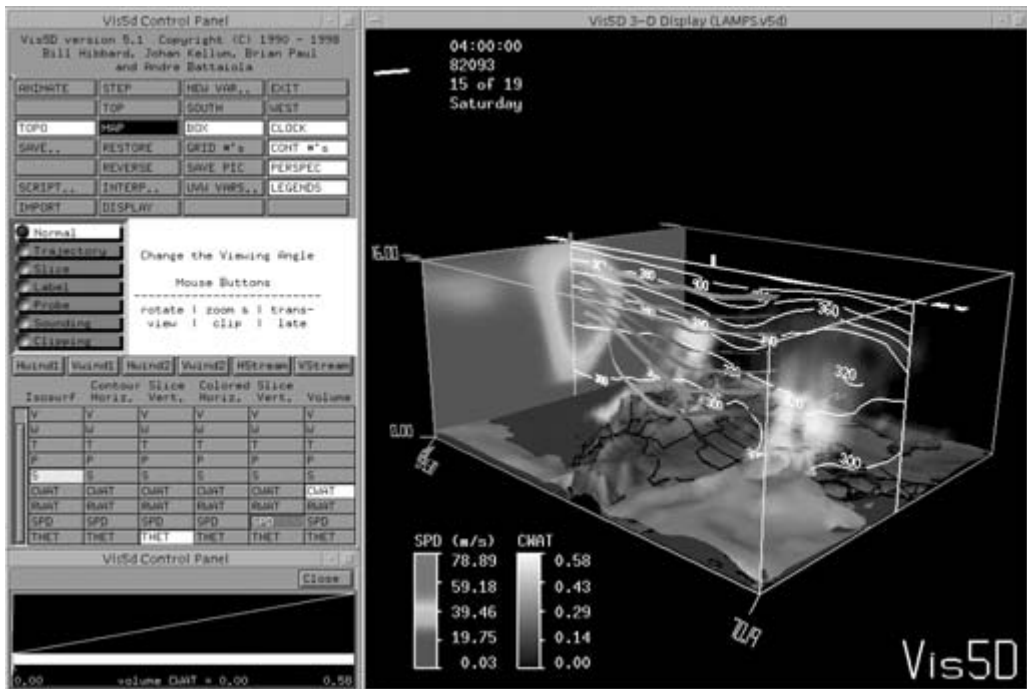 Vis5d Control Panel
Vis5D version 5.1 Copyright (C) 1990 - 1998
Bill Hibbard, Johan Kellum, Brian Paul
and Andre Battaiola
ANIMATE STEP NEW VAR.. EXIT
TOP SOUTH WEST
TOPO MAP BOX CLOCK
SAVE.. RESTORE GRID #'s CONT #'s
REVERSE SAVE PIC PERSPEC
SCRIPT.. INTERP.. UVW VARS.. LEGENDS
IMPORT DISPLAY
Normal
Trajectory
Slice
Label
Probe
Sounding
Clipping
Change the Viewing Angle
Mouse Buttons
rotate | zoom & | trans-
view | clip | late
Hwind1 Vwind1 Hwind2 Vwind2 HStream VStream
Contour Slice Colored Slice
Isosurf Horiz. Vert. Horiz. Vert. Volume
V V V V V V
W W W W W W
T T T T T T
P P P P P P
S S S S S S
CWAT CWAT CWAT CWAT CWAT CWAT
RWAT RWAT RWAT RWAT RWAT RWAT
SPD SPD SPD SPD SPD SPD
THET THET THET THET THET THET
Vis5d Control Panel
Close
0.00 volume CWAT = 0.00 0.58
Vis5D 3-D Display (LAMPS.v5d)
04:00:00
82093
15 of 19
Saturday
16.00
380
400
360
320
300
0.00
70.19
SPD (m/s) CWAT
78.89 0.58
59.18 0.43
39.46 0.29
19.75 0.14
0.03 0.00
Vis5D